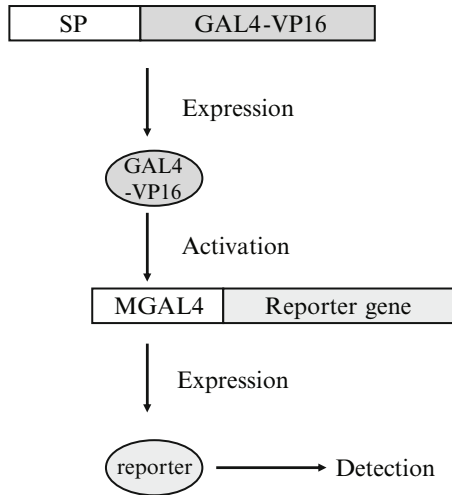 SP GAL4-VP16
Expression
GAL4
-VP16
Activation
MGAL4 Reporter gene
Expression
reporter Detection